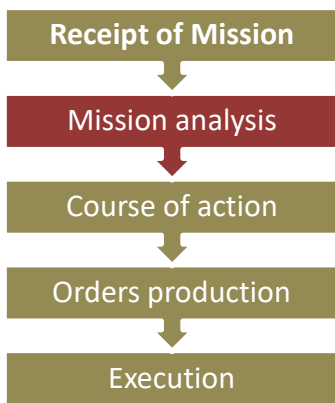 Receipt of Mission
Mission analysis
Course of action
Orders production
Execution